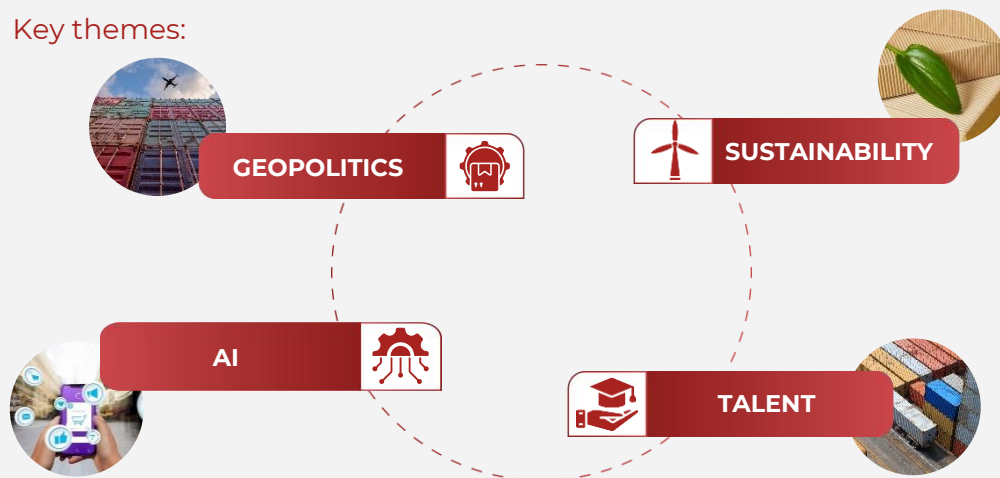 Key themes:
GEOPOLITICS
SUSTAINABILITY
AI
TALENT